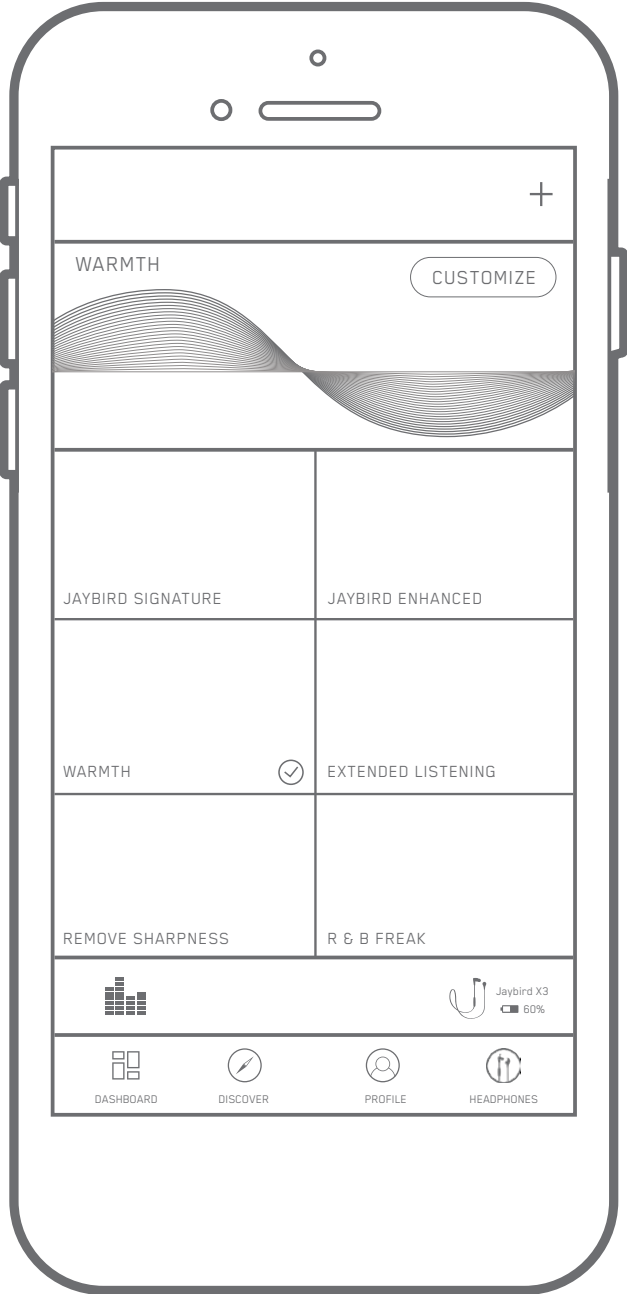 WARMTH
CUSTOMIZE
JAYBIRD SIGNATURE
JAYBIRD ENHANCED
WARMTH
EXTENDED LISTENING
REMOVE SHARPNESS
R & B FREAK
Jaybird X3
60%
DASHBOARD
DISCOVER
PROFILE
HEADPHONES